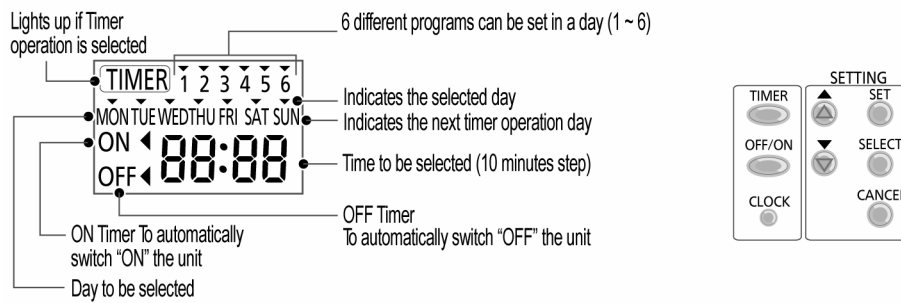 Lights up if Timer
operation is selected
6 different programs can be set in a day (1 ~ 6)
TIMER 1 2 3 4 5 6
MON TUE WED THU FRI SAT SUN
ON
OFF
88:88
Indicates the selected day
Indicates the next timer operation day
Time to be selected (10 minutes step)
OFF Timer
To automatically switch “OFF” the unit
ON Timer To automatically
switch “ON” the unit
Day to be selected
SETTING
TIMER
SET
OFF/ON
SELECT
CLOCK
CANCEL